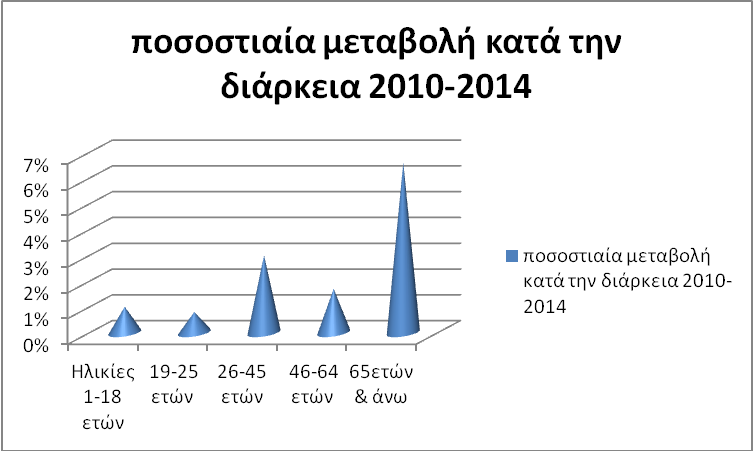 ποσοστιαία μεταβολή κατά την
διάρκεια 2010-2014
7%
6%
5%
4%
3%
2%
1%
0%
Ηλικίες
1-18
ετών
19-25
ετών
26-45
ετών
46-64
ετών
65ετών
& άνω
ποσοστιαία μεταβολή
κατά την διάρκεια 2010-
2014